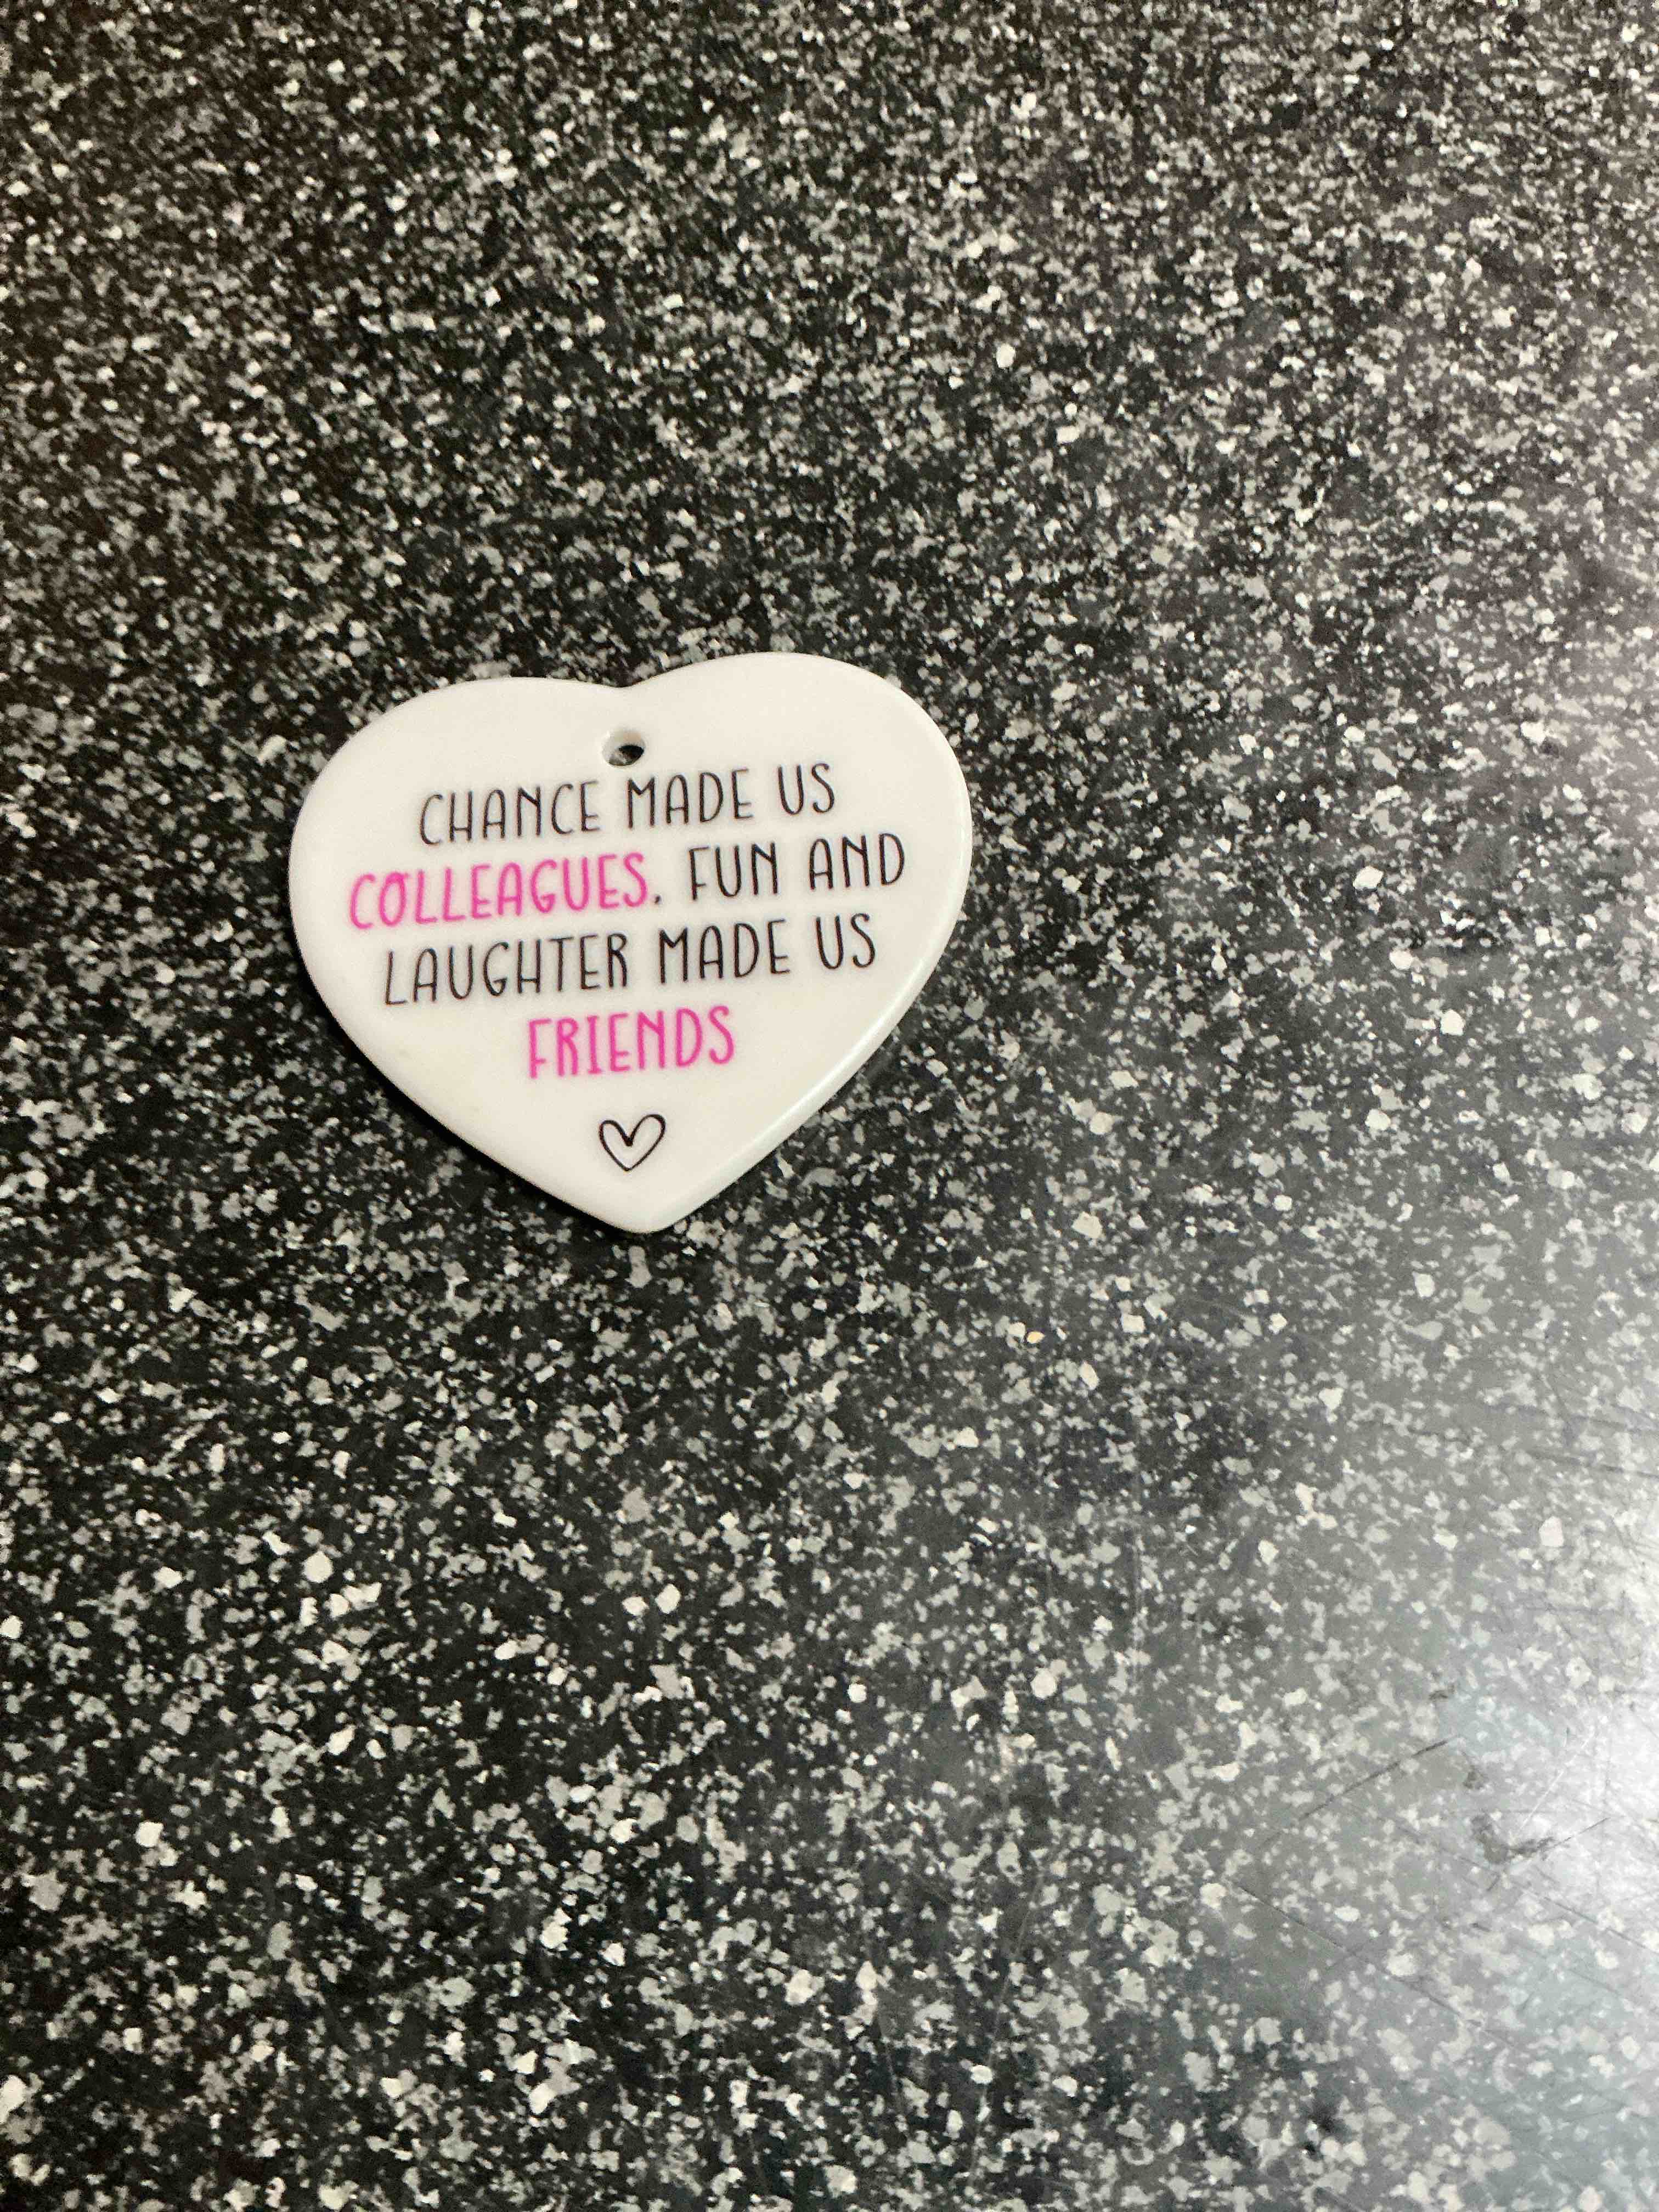 CHANCE MADE US
COLLEAGUES. FUN AND
LAUGHTER MADE US
FRIENDS